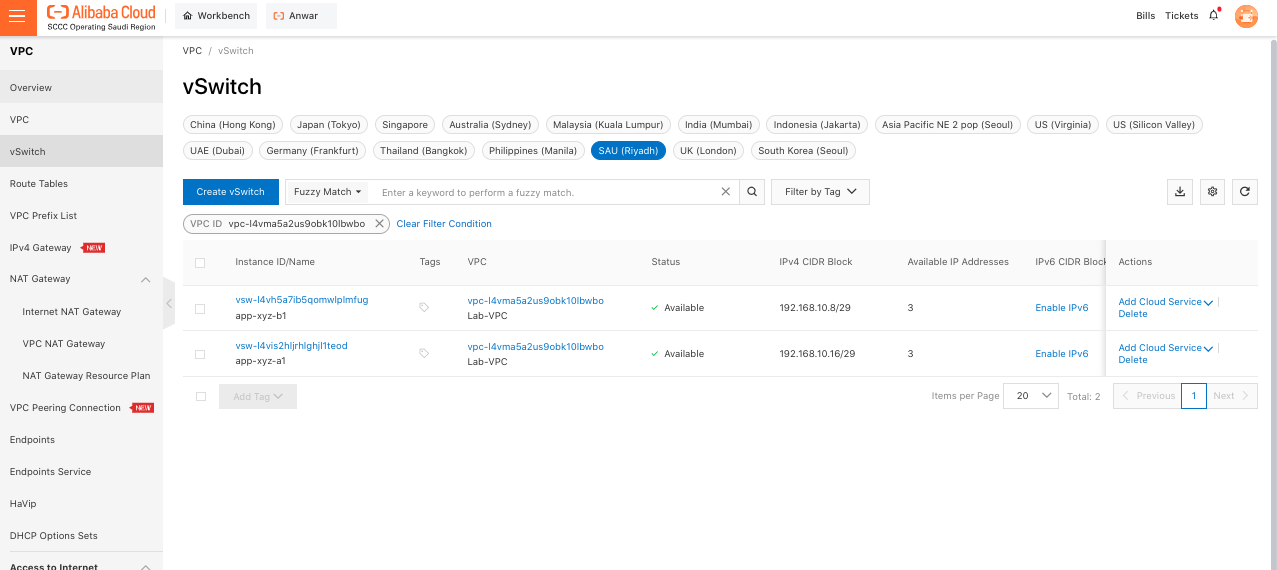 Alibaba Cloud
SCCC Operating Saudi Region
Workbench
Anwar
Bills
Tickets
VPC
Overview
VPC
vSwitch
Route Tables
VPC Prefix List
IPv4 Gateway NEW
NAT Gateway
Internet NAT Gateway
VPC NAT Gateway
NAT Gateway Resource Plan
VPC Peering Connection NEW
Endpoints
Endpoints Service
HaVip
DHCP Options Sets
Access to Internet
VPC / vSwitch
vSwitch
China (Hong Kong) Japan (Tokyo) Singapore Australia (Sydney) Malaysia (Kuala Lumpur) India (Mumbai) Indonesia (Jakarta) Asia Pacific NE 2 pop (Seoul) US (Virginia) US (Silicon Valley)
UAE (Dubai) Germany (Frankfurt) Thailand (Bangkok) Philippines (Manila) SAU (Riyadh) UK (London) South Korea (Seoul)
Create vSwitch Fuzzy Match Enter a keyword to perform a fuzzy match. Filter by Tag
VPC ID vpc-l4vma5a2us9obk10lbwbo Clear Filter Condition
Instance ID/Name Tags VPC Status IPv4 CIDR Block Available IP Addresses IPv6 CIDR Block Actions
vsw-l4vh5a7ib5qomwlplmfug vpc-l4vma5a2us9obk10lbwbo Available 192.168.10.8/29 3 Enable IPv6 Add Cloud Service
app-xyz-b1 Lab-VPC Delete
vsw-l4vis2hljrhlghjl1teod vpc-l4vma5a2us9obk10lbwbo Available 192.168.10.16/29 3 Enable IPv6 Add Cloud Service
app-xyz-a1 Lab-VPC Delete
Add Tag Items per Page 20 Total: 2 Previous 1 Next